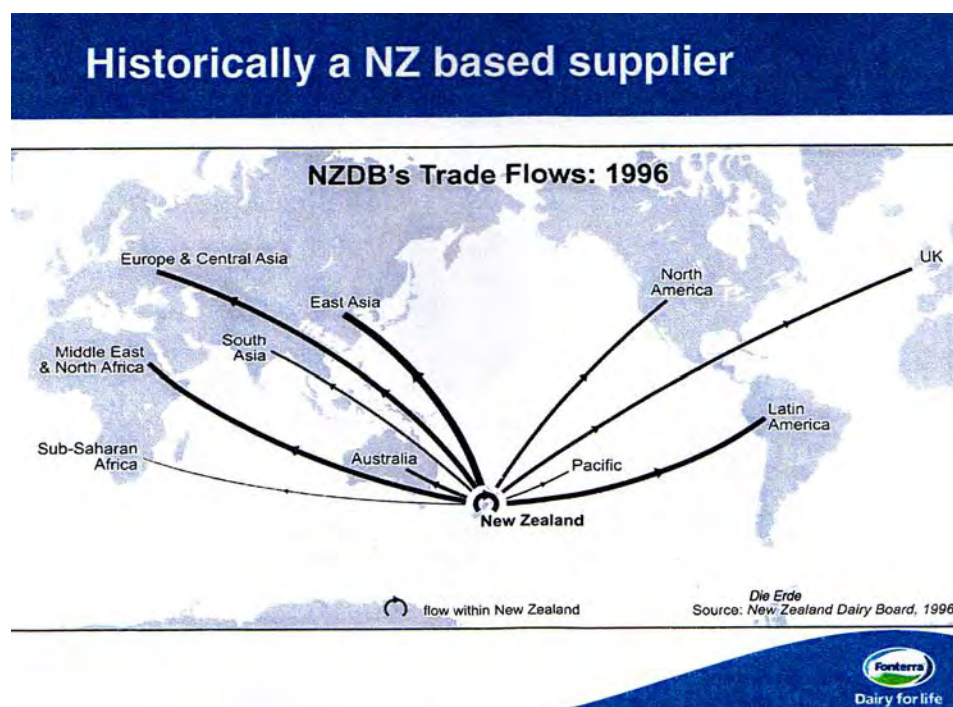 Historically a NZ based supplier
NZDB's Trade Flows: 1996
Europe & Central Asia
East Asia
South
Asia
Middle East
& North Africa
Sub-Saharan
Africa
Australia
North
America
UK
Latin
America
Pacific
New Zealand
flow within New Zealand
Die Erde
Source: New Zealand Dairy Board, 1996
Fonterra
Dairy for life